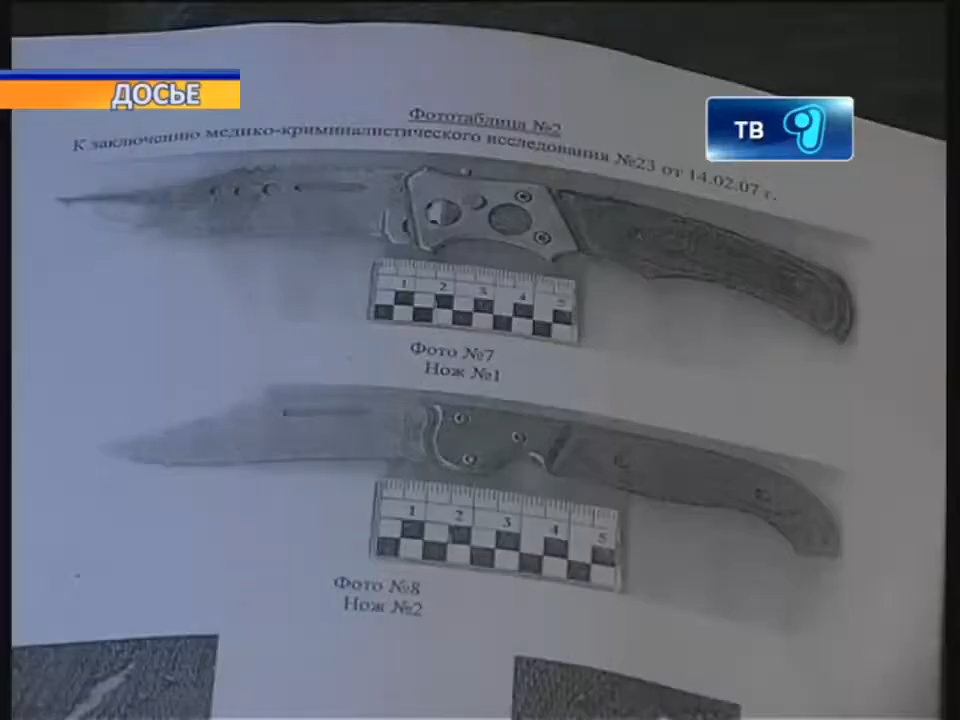 ДОСЬЕ
ТВ
Фототаблица №2
К заключению медико-криминалистического исследования №23 от 14.02.07 г.
1 2 3 4 5
Фото №7
Нож №1
1 2 3 4 5
Фото №8
Нож №2